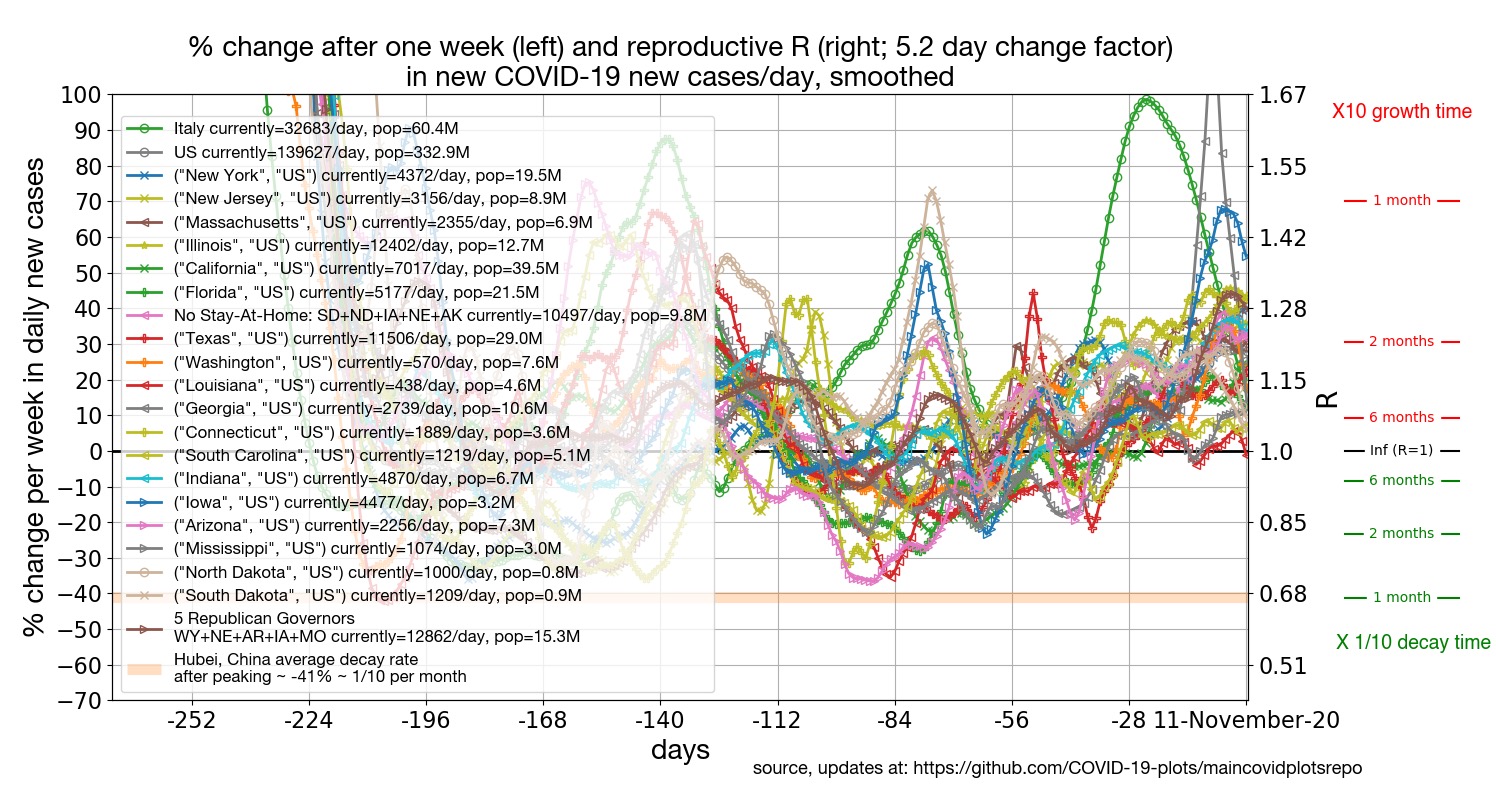 % change after one week (left) and reproductive R (right; 5.2 day change factor)
in new COVID-19 new cases/day, smoothed
% change per week in daily new cases
100
90
80
70
60
50
40
30
20
10
0
−10
−20
−30
−40
−50
−60
−70
Italy currently=32683/day, pop=60.4M
US currently=139627/day, pop=332.9M
("New York", "US") currently=4372/day, pop=19.5M
("New Jersey", "US") currently=3156/day, pop=8.9M
("Massachusetts", "US") currently=2355/day, pop=6.9M
("Illinois", "US") currently=12402/day, pop=12.7M
("California", "US") currently=7017/day, pop=39.5M
("Florida", "US") currently=5177/day, pop=21.5M
No Stay-At-Home: SD+ND+IA+NE+AK currently=10497/day, pop=9.8M
("Texas", "US") currently=11506/day, pop=29.0M
("Washington", "US") currently=570/day, pop=7.6M
("Louisiana", "US") currently=438/day, pop=4.6M
("Georgia", "US") currently=2739/day, pop=10.6M
("Connecticut", "US") currently=1889/day, pop=3.6M
("South Carolina", "US") currently=1219/day, pop=5.1M
("Indiana", "US") currently=4870/day, pop=6.7M
("Iowa", "US") currently=4477/day, pop=3.2M
("Arizona", "US") currently=2256/day, pop=7.3M
("Mississippi", "US") currently=1074/day, pop=3.0M
("North Dakota", "US") currently=1000/day, pop=0.8M
("South Dakota", "US") currently=1209/day, pop=0.9M
5 Republican Governors
WY+NE+AR+IA+MO currently=12862/day, pop=15.3M
Hubei, China average decay rate
after peaking ~ -41% ~ 1/10 per month
1.67
1.55
1.42
1.28
1.15
1.0
0.85
0.68
0.51
R
X10 growth time
1 month
2 months
6 months
Inf (R=1)
6 months
2 months
1 month
X 1/10 decay time
-252
-224
-196
-168
-140
-112
-84
-56
-28
11-November-20
days
source, updates at: https://github.com/COVID-19-plots/maincovidplotsrepo